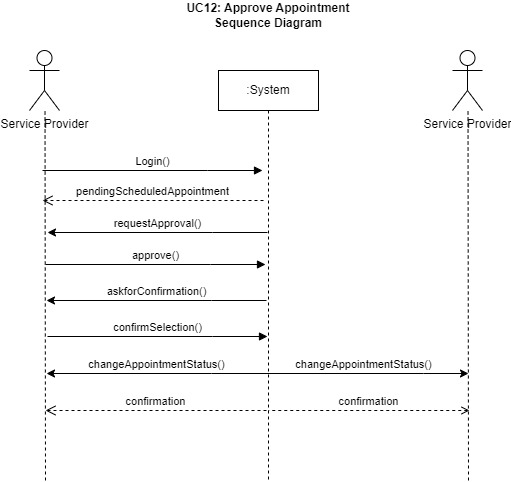 UC12: Approve Appointment
Sequence Diagram
:System
Service Provider
Service Provider
Login()
pendingScheduledAppointment
requestApproval()
approve()
askforConfirmation()
confirmSelection()
changeAppointmentStatus()
changeAppointmentStatus()
confirmation
confirmation